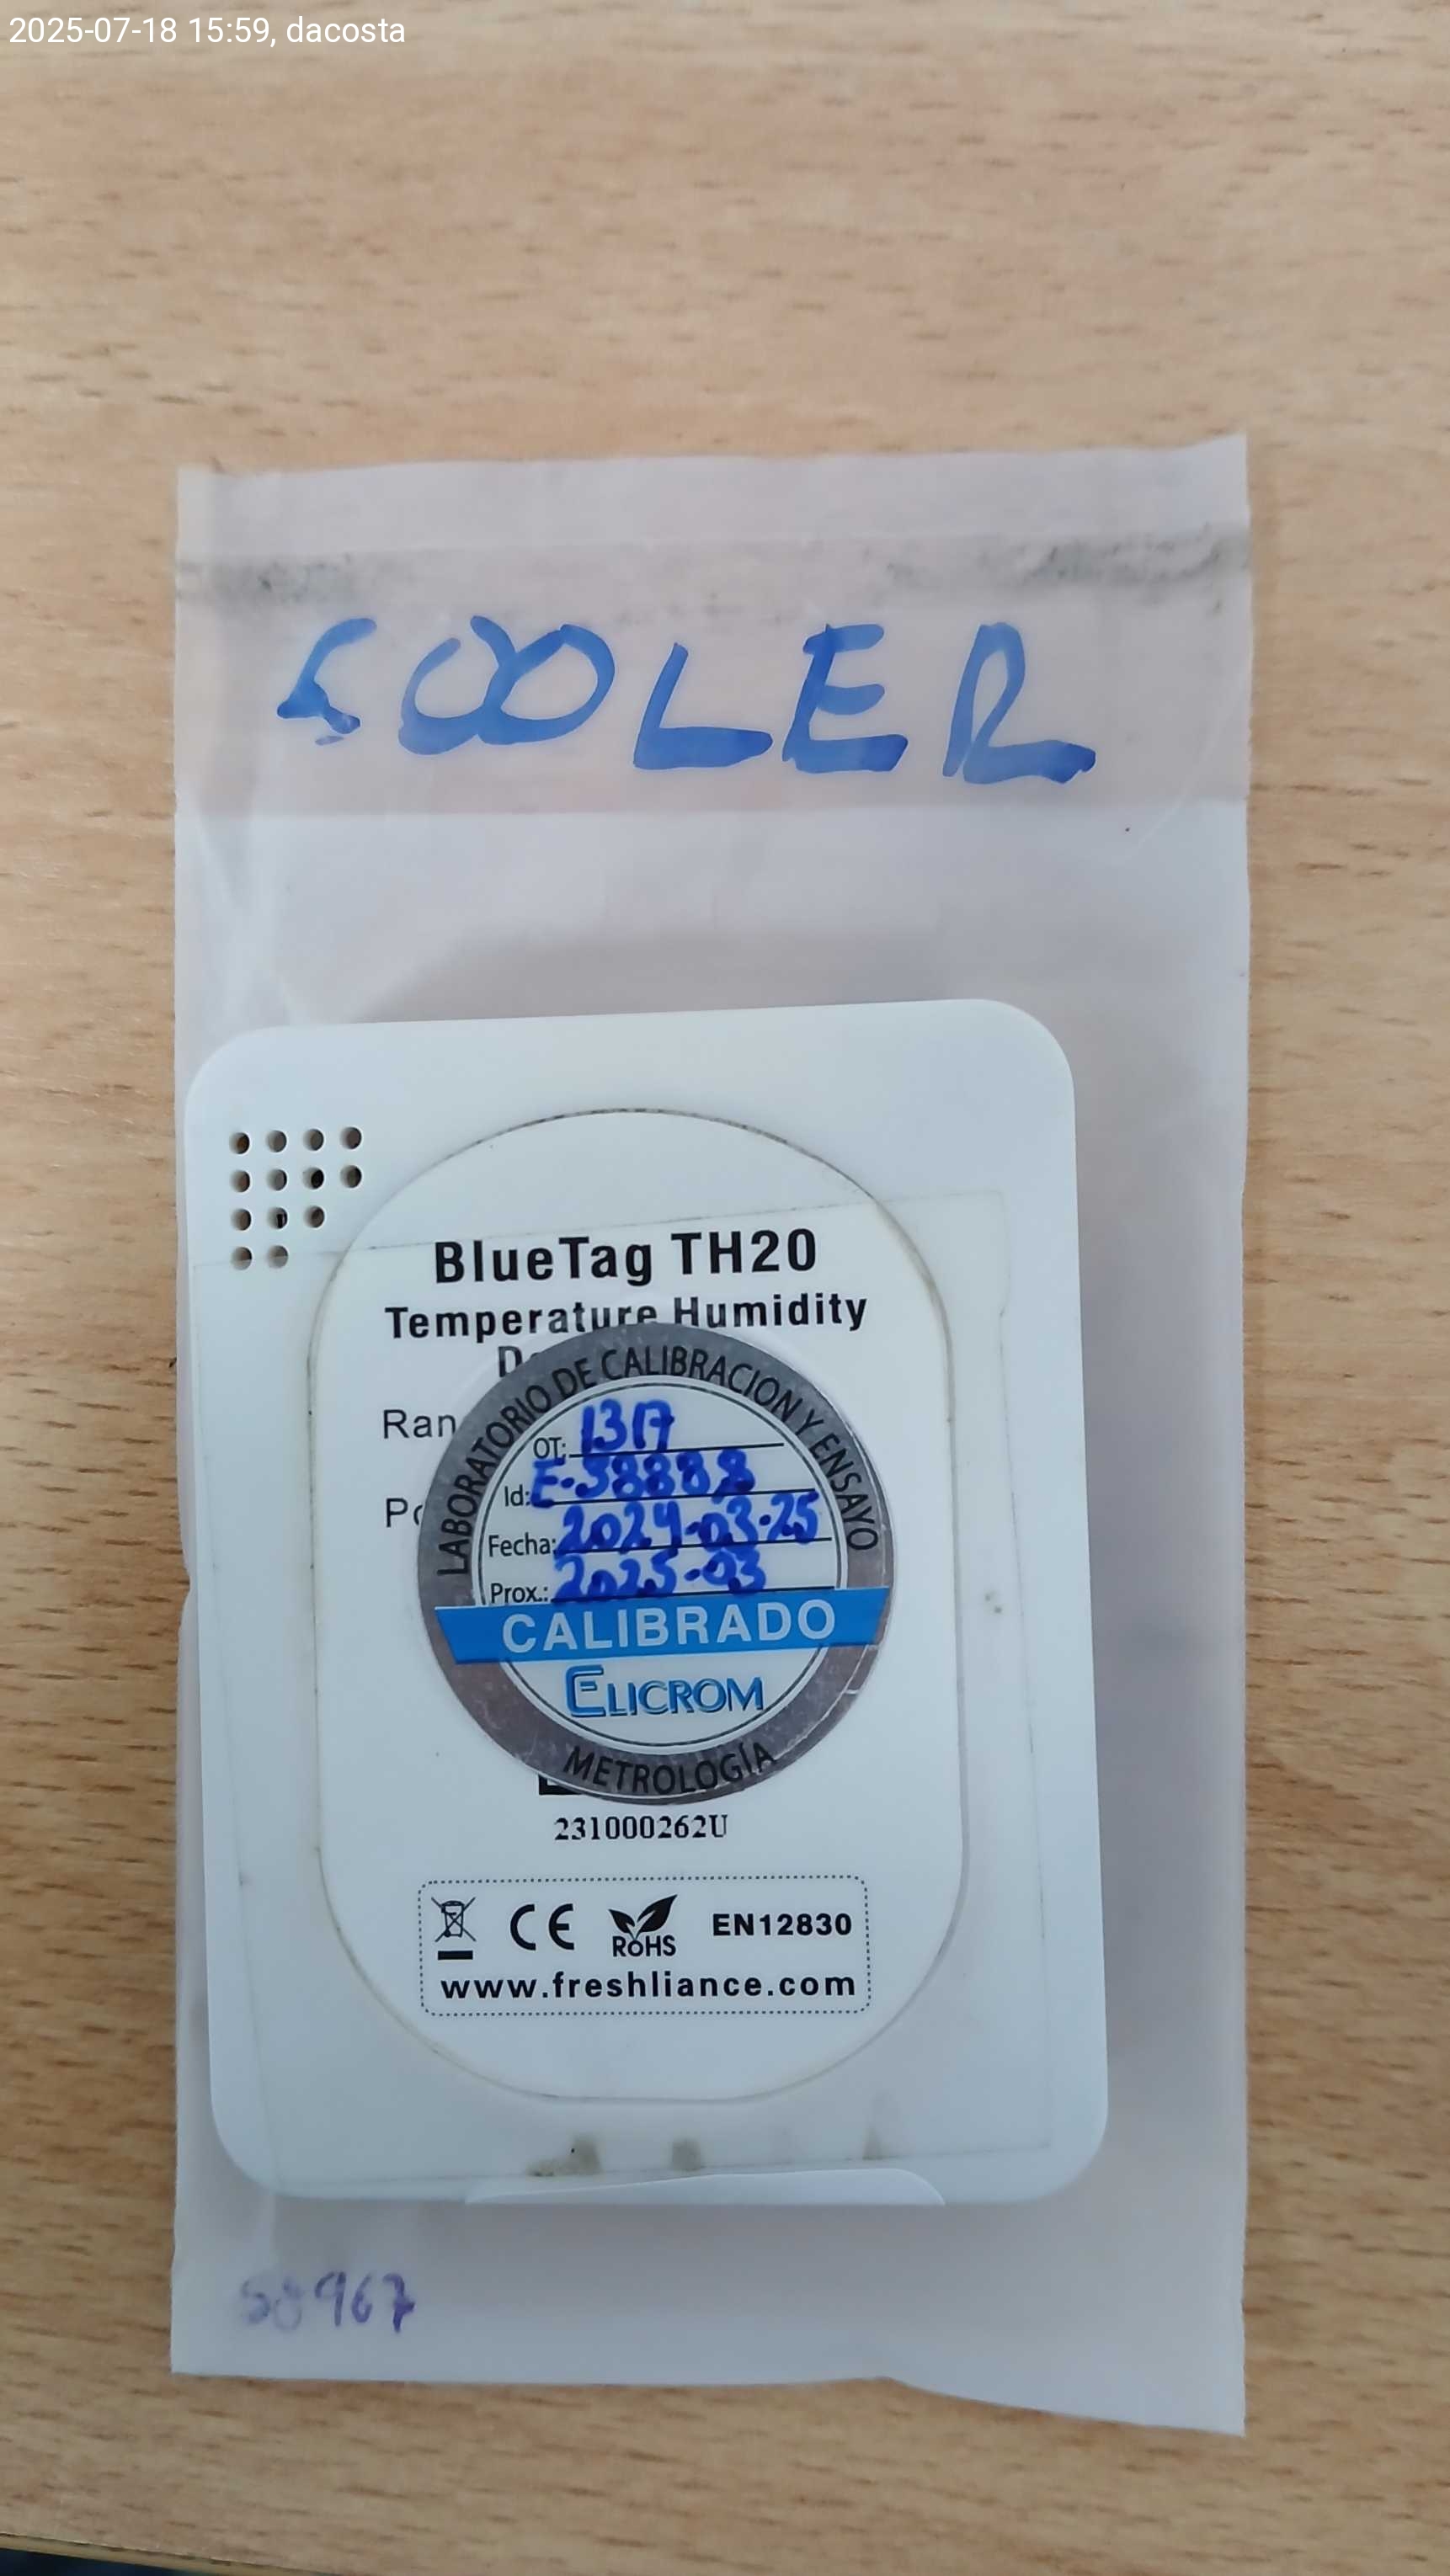 2025-07-18 15:59, dacosta
COOLER
BlueTag TH20
Temperature Humidity
LABORATORIO DE CALIBRACION Y ENSAYO
Ran
OT: 1317
Id: E-38888
Fecha: 2024-03-25
Prox.: 2025-03
CALIBRADO
ELICROM
METROLOGÍA
231000262U
CE
RoHS
EN12830
www.freshliance.com
58967